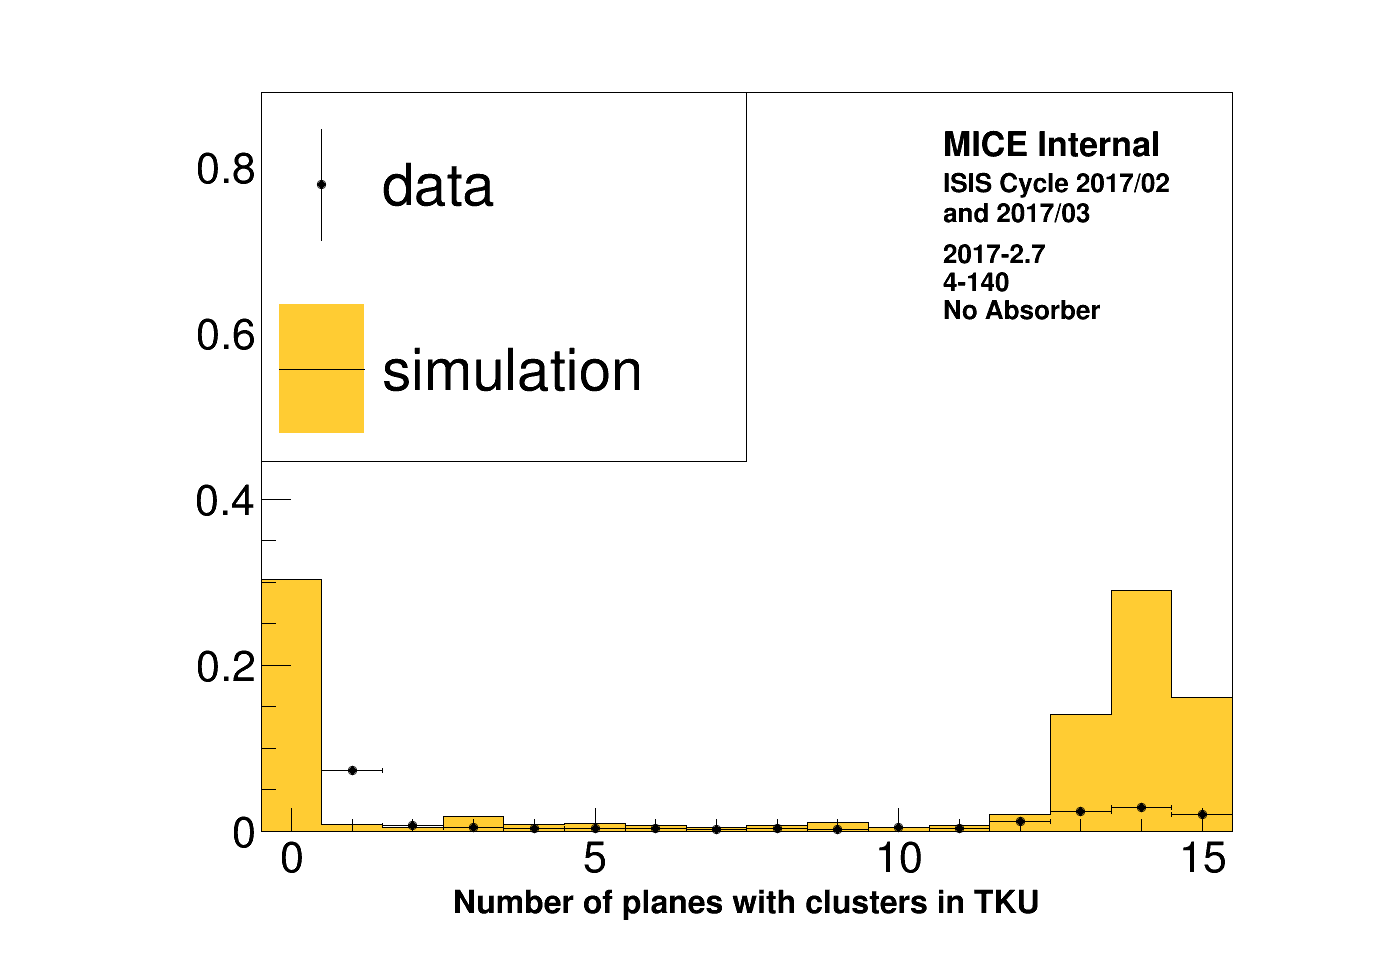 0.8
0.6
0.4
0.2
0
data
simulation
MICE Internal
ISIS Cycle 2017/02
and 2017/03
2017-2.7
4-140
No Absorber
0 5 10 15
Number of planes with clusters in TKU